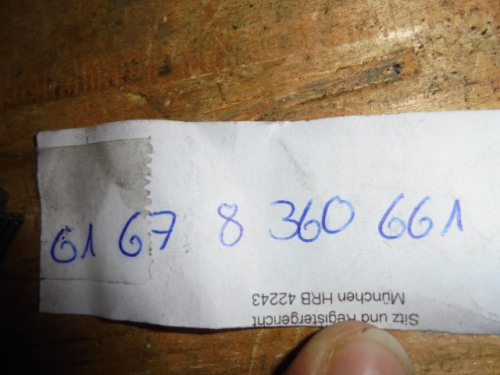 61 67 8 360 661
Sitz und Registergericht
München HRB 42243